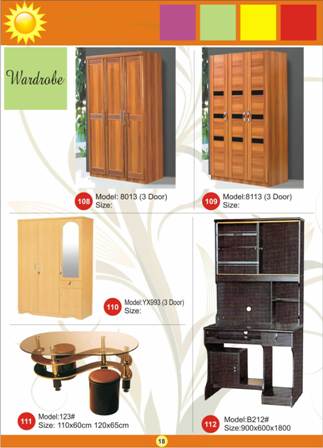 Wardrobe
108
Model: 8013 (3 Door)
Size:
109
Model:8113 (3 Door)
Size:
110
Model:YX993 (3 Door)
Size:
111
Model:123#
Size: 110x60cm 120x65cm
112
Model:B212#
Size:900x600x1800
18